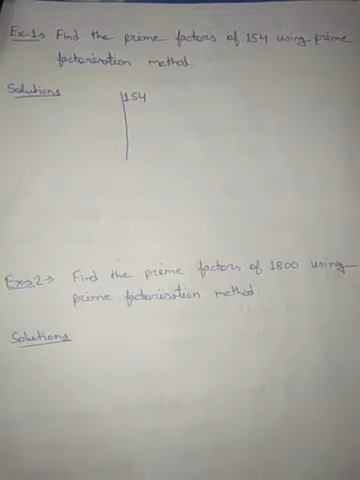 Ex-1> Find the prime factors of 154 using prime
factorisation method.
Solutions
154
Ex-2> Find the prime factors of 1800 using
prime factorisation method.
Solutions